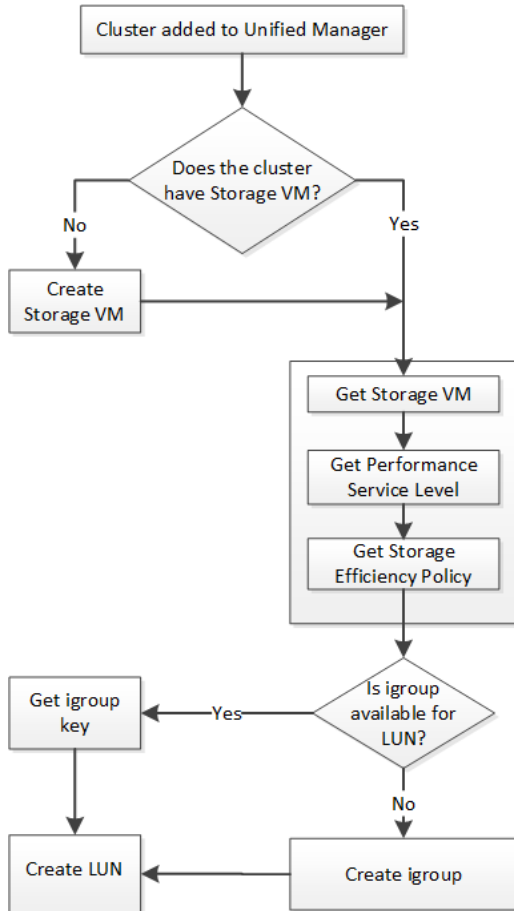 Cluster added to Unified Manager
Does the cluster
have Storage VM?
No
Yes
Create
Storage VM
Get Storage VM
Get Performance
Service Level
Get Storage
Efficiency Policy
Is igroup
available for
LUN?
Yes
Get igroup
key
No
Create LUN
Create igroup